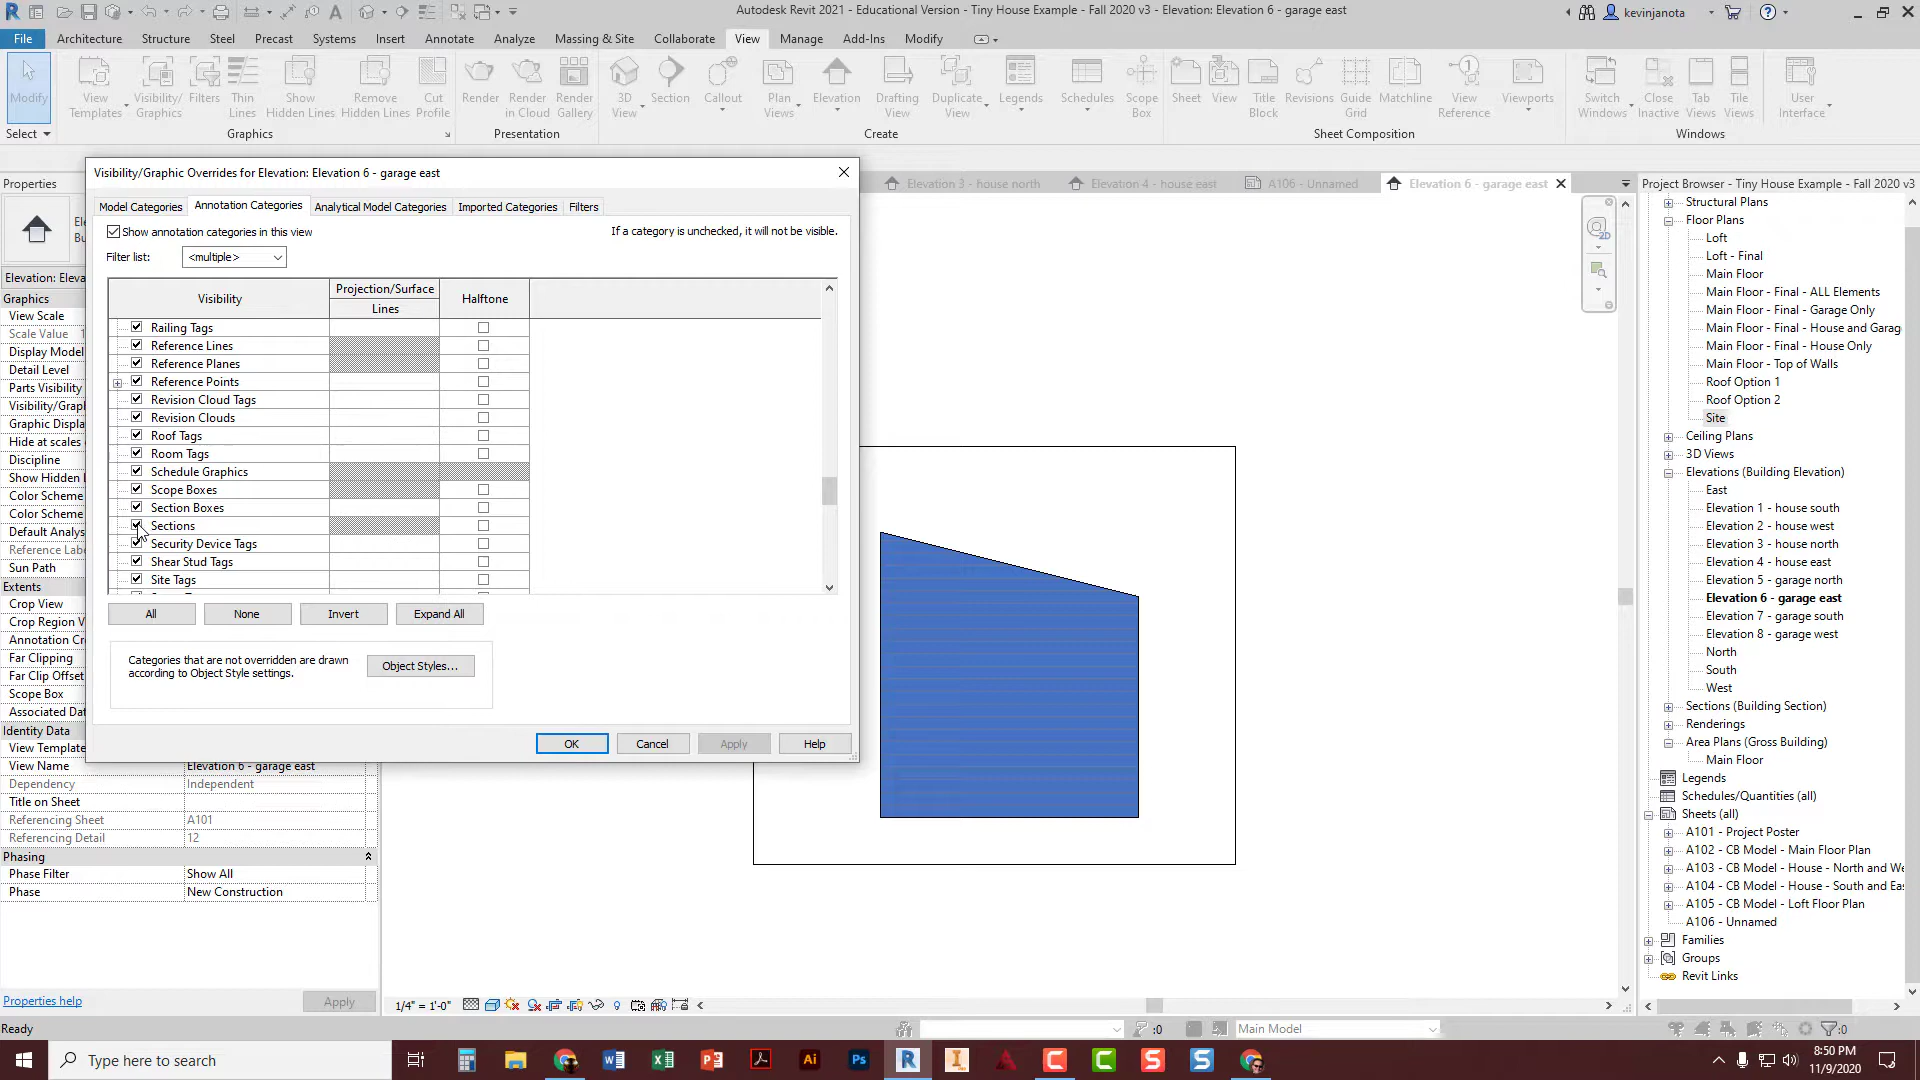 Autodesk Revit 2021 - Educational Version - Tiny House Example - Fall 2020 v3 - Elevation: Elevation 6 - garage east
kevinjanota
File Architecture Structure Steel Precast Systems Insert Annotate Analyze Massing & Site Collaborate View Manage Add-Ins Modify
Modify
View Templates
Visibility/ Graphics
Filters
Thin Lines
Show Hidden Lines
Remove Hidden Lines
Cut Profile
Render
Render in Cloud
Render Gallery
3D View
Section
Callout
Plan Views
Elevation
Drafting View
Duplicate View
Legends
Schedules
Scope Box
Sheet
View
Title Block
Revisions
Guide Grid
Matchline
View Reference
Viewports
Switch Windows
Close Inactive
Tab Views
Tile Views
User Interface
Select
Graphics
Presentation
Create
Sheet Composition
Windows
Properties
Elevation 3 - house north
Elevation 4 - house east
A106 - Unnamed
Elevation 6 - garage east
Project Browser - Tiny House Example - Fall 2020 v3
Ele
Bu
Elevation: Eleva
Graphics
View Scale
Scale Value 1
Display Model
Detail Level
Parts Visibility
Visibility/Grapl
Graphic Displa
Hide at scales
Discipline
Show Hidden L
Color Scheme
Color Scheme
Default Analys
Reference Labe
Sun Path
Extents
Crop View
Crop Region V
Annotation Cr
Far Clipping
Far Clip Offset
Scope Box
Associated Dat
Identity Data
View Template
View Name Elevation 6 - garage east
Dependency Independent
Title on Sheet
Referencing Sheet A101
Referencing Detail 12
Phasing
Phase Filter Show All
Phase New Construction
Properties help
Apply
Visibility/Graphic Overrides for Elevation: Elevation 6 - garage east
Model Categories Annotation Categories Analytical Model Categories Imported Categories Filters
Show annotation categories in this view
If a category is unchecked, it will not be visible.
Filter list: <multiple>
Visibility
Projection/Surface
Lines
Halftone
Railing Tags
Reference Lines
Reference Planes
Reference Points
Revision Cloud Tags
Revision Clouds
Roof Tags
Room Tags
Schedule Graphics
Scope Boxes
Section Boxes
Sections
Security Device Tags
Shear Stud Tags
Site Tags
All None Invert Expand All
Categories that are not overridden are drawn
according to Object Style settings.
Object Styles...
OK Cancel Apply Help
2D
Structural Plans
Floor Plans
Loft
Loft - Final
Main Floor
Main Floor - Final - ALL Elements
Main Floor - Final - Garage Only
Main Floor - Final - House and Garag
Main Floor - Final - House Only
Main Floor - Top of Walls
Roof Option 1
Roof Option 2
Site
Ceiling Plans
3D Views
Elevations (Building Elevation)
East
Elevation 1 - house south
Elevation 2 - house west
Elevation 3 - house north
Elevation 4 - house east
Elevation 5 - garage north
Elevation 6 - garage east
Elevation 7 - garage south
Elevation 8 - garage west
North
South
West
Sections (Building Section)
Renderings
Area Plans (Gross Building)
Main Floor
Legends
Schedules/Quantities (all)
Sheets (all)
A101 - Project Poster
A102 - CB Model - Main Floor Plan
A103 - CB Model - House - North and We
A104 - CB Model - House - South and Eas
A105 - CB Model - Loft Floor Plan
A106 - Unnamed
Families
Groups
Revit Links
1/4" = 1'-0"
Ready
:0
Main Model
:0
Type here to search
8:50 PM
11/9/2020